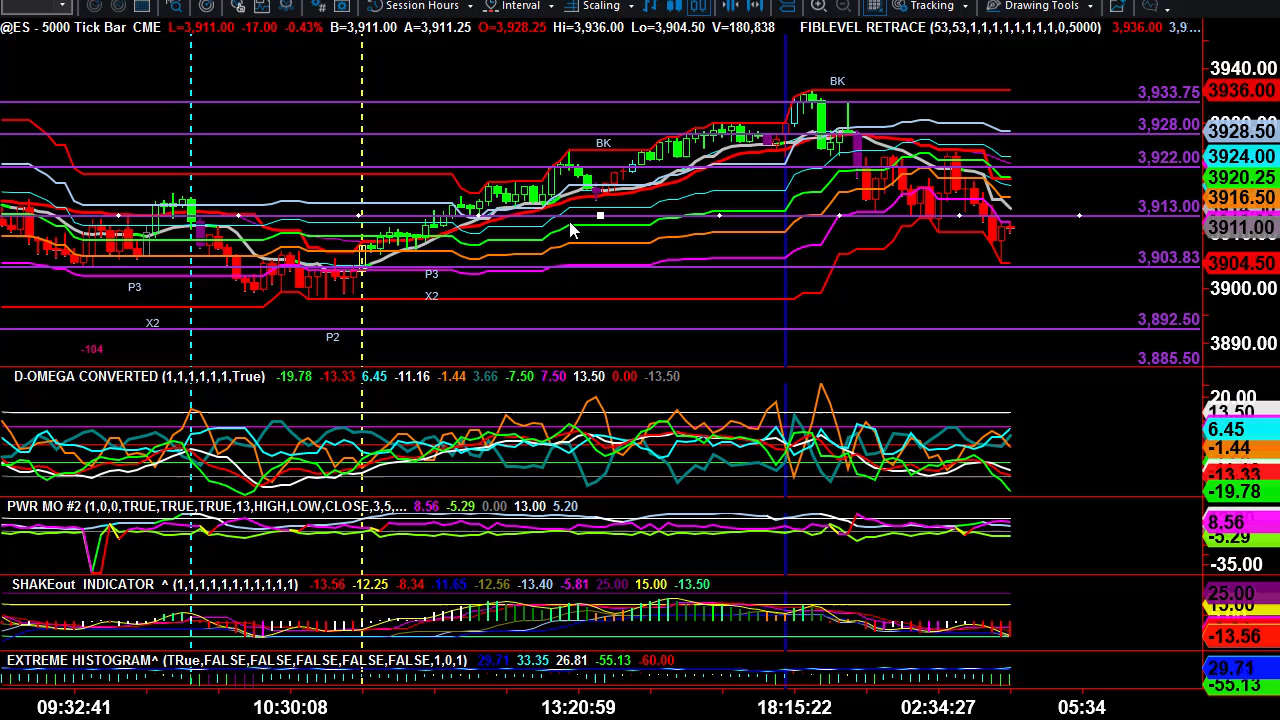 Session Hours Interval Scaling Tracking Drawing Tools
@ES - 5000 Tick Bar CME L=3,911.00 -17.00 -0.43% B=3,911.00 A=3,911.25 O=3,928.25 Hi=3,936.00 Lo=3,904.50 V=180,838 FIBLEVEL RETRACE (53,53,1,1,1,1,1,1,1,1,0,5000) 3,936.00 3,9...
3940.00
BK
3,933.75 3936.00
3,928.00 3928.50
BK
3,922.00 3924.00
3920.25
3916.50
3,913.00
3911.00
3,903.83 3904.50
P3
P3
3900.00
X2
X2
3,892.50
P2
-104
3890.00
3,885.50
D-OMEGA CONVERTED (1,1,1,1,1,1,True) -19.78 -13.33 6.45 -11.16 -1.44 3.66 -7.50 7.50 13.50 0.00 -13.50
20.00
13.50
6.45
-1.44
-13.33
-19.78
PWR MO #2 (1,0,0,TRUE,TRUE,TRUE,13,HIGH,LOW,CLOSE,3,5,... 8.56 -5.29 0.00 13.00 5.20
8.56
-5.29
-35.00
SHAKEout INDICATOR ^ (1,1,1,1,1,1,1,1,1,1,1) -13.56 -12.25 -8.34 -11.65 -12.56 -13.40 -5.81 25.00 15.00 -13.50
25.00
15.00
-13.56
EXTREME HISTOGRAM^ (TRue,FALSE,FALSE,FALSE,FALSE,FALSE,1,0,1) 29.71 33.35 26.81 -55.13 -60.00
29.71
-55.13
09:32:41 10:30:08 13:20:59 18:15:22 02:34:27 05:34